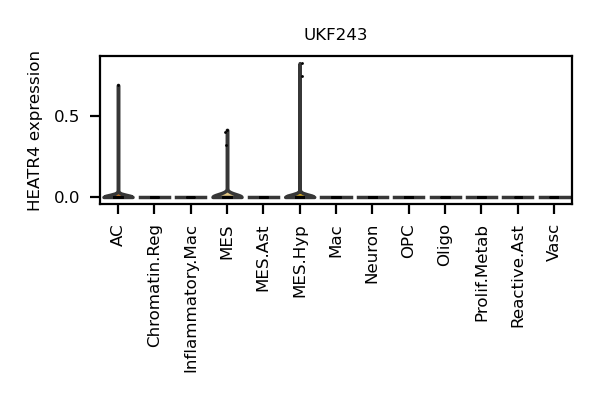 UKF243
HEATR4 expression
0.5
0.0
AC
Chromatin.Reg
Inflammatory.Mac
MES
MES.Ast
MES.Hyp
Mac
Neuron
OPC
Oligo
Prolif.Metab
Reactive.Ast
Vasc